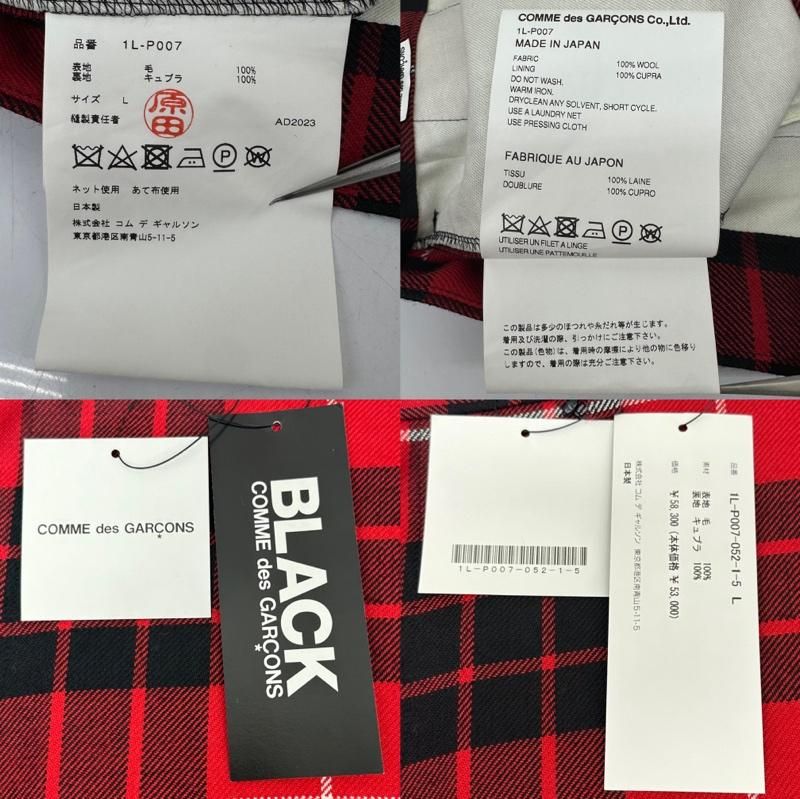 品番 1L-P007
表地 毛 100%
裏地 キュプラ 100%
サイズ L
縫製責任者
原田
AD2023
ネット使用 あて布使用
日本製
株式会社 コム デ ギャルソン
東京都港区南青山5-11-5
COMME des GARCONS Co.,Ltd.
1L-P007
MADE IN JAPAN
FABRIC 100% WOOL
LINING 100% CUPRA
DO NOT WASH.
WARM IRON.
DRYCLEAN ANY SOLVENT, SHORT CYCLE.
USE A LAUNDRY NET
USE PRESSING CLOTH
FABRIQUE AU JAPON
TISSU 100% LAINE
DOUBLURE 100% CUPRO
UTILISER UN FILET A LINGE
UTILISER UNE PATTEMOUILLE
この製品は多少のほつれや糸だれ等が生じます。
着用及び洗濯の際、引っかけにご注意下さい。
この製品(色物)は、着用時の摩擦により他の物に色移り
しますので、着用の際は充分ご注意下さい。
COMME des GARÇONS
BLACK
COMME des GARÇONS
1L-P007-052-1-5
品番 1L-P007-052-1-5 L
素材 表地 毛 100%
裏地 キュプラ 100%
価格 ¥58,300 (本体価格 ¥53,000)
株式会社 コム デ ギャルソン 東京都港区南青山5-11-5
日本製